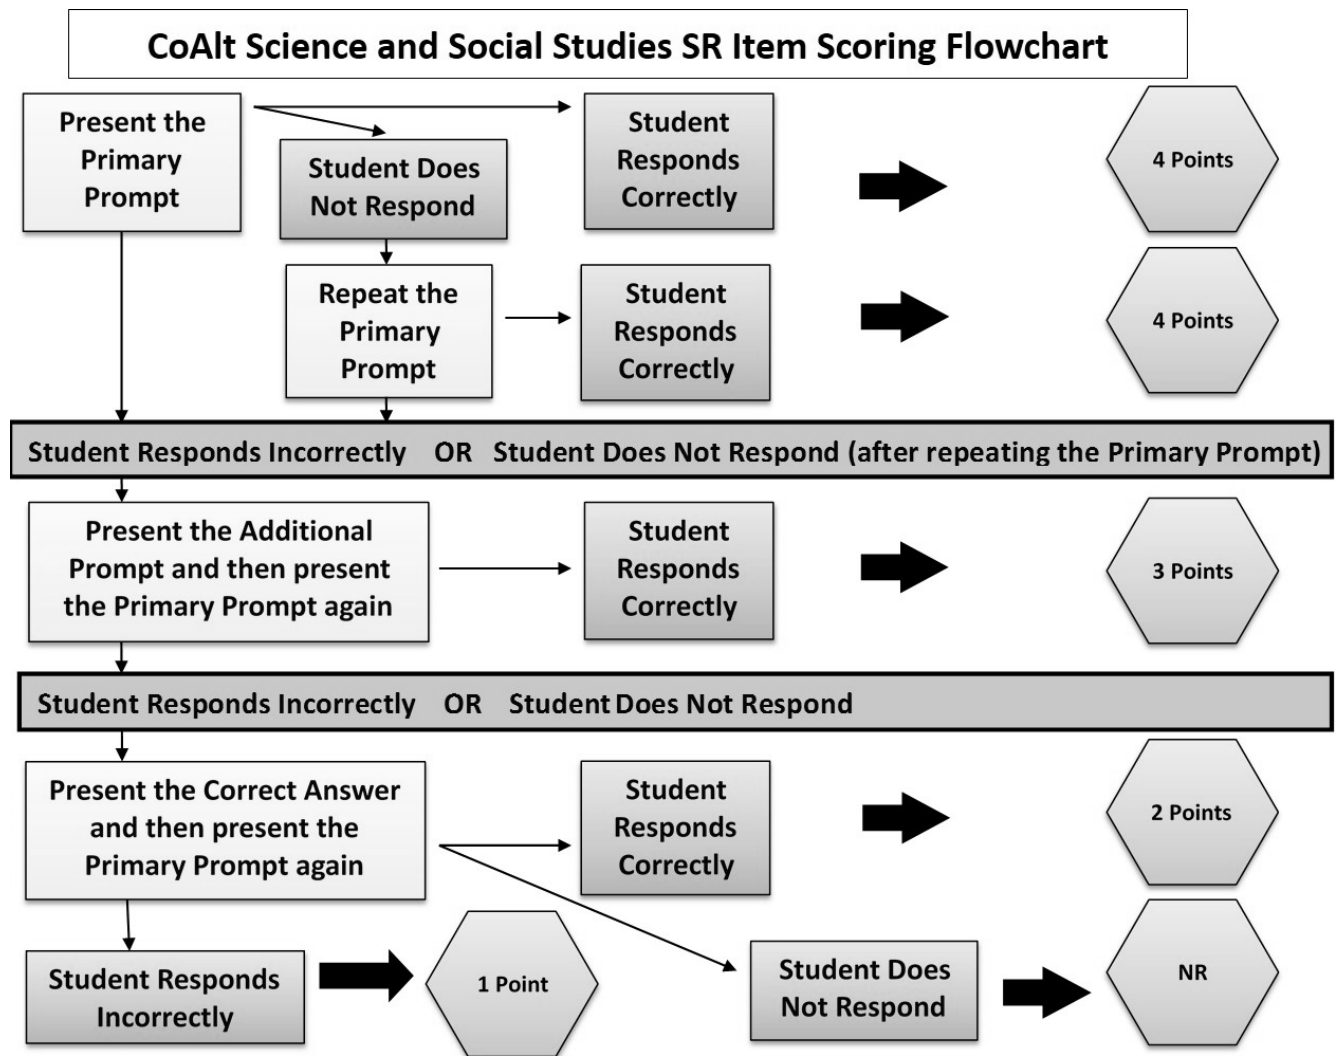 CoAlt Science and Social Studies SR Item Scoring Flowchart
Present the
Primary
Prompt
Student Does
Not Respond
Student
Responds
Correctly
4 Points
Repeat the
Primary
Prompt
Student
Responds
Correctly
4 Points
Student Responds Incorrectly OR Student Does Not Respond (after repeating the Primary Prompt)
Present the Additional
Prompt and then present
the Primary Prompt again
Student
Responds
Correctly
3 Points
Student Responds Incorrectly OR Student Does Not Respond
Present the Correct Answer
and then present the
Primary Prompt again
Student
Responds
Correctly
2 Points
Student Responds
Incorrectly
1 Point
Student Does
Not Respond
NR